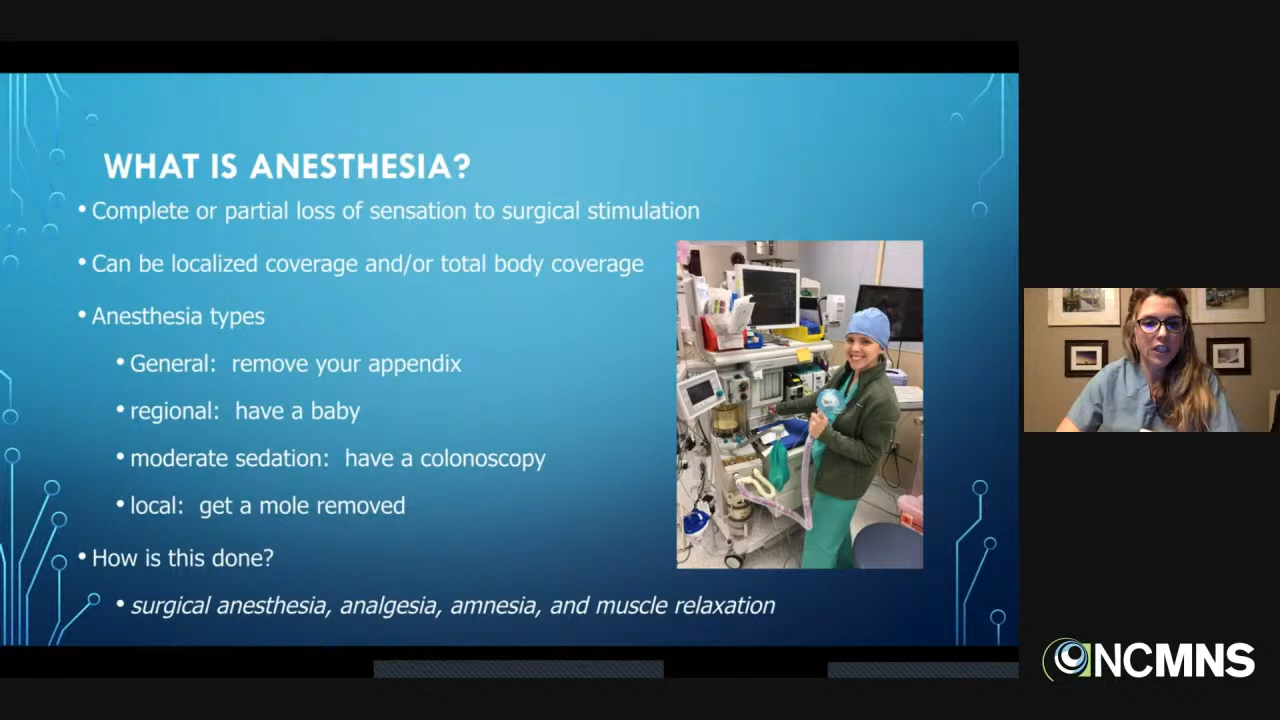 WHAT IS ANESTHESIA?
• Complete or partial loss of sensation to surgical stimulation
• Can be localized coverage and/or total body coverage
• Anesthesia types
• General: remove your appendix
• regional: have a baby
• moderate sedation: have a colonoscopy
• local: get a mole removed
• How is this done?
• surgical anesthesia, analgesia, amnesia, and muscle relaxation
NCMNS